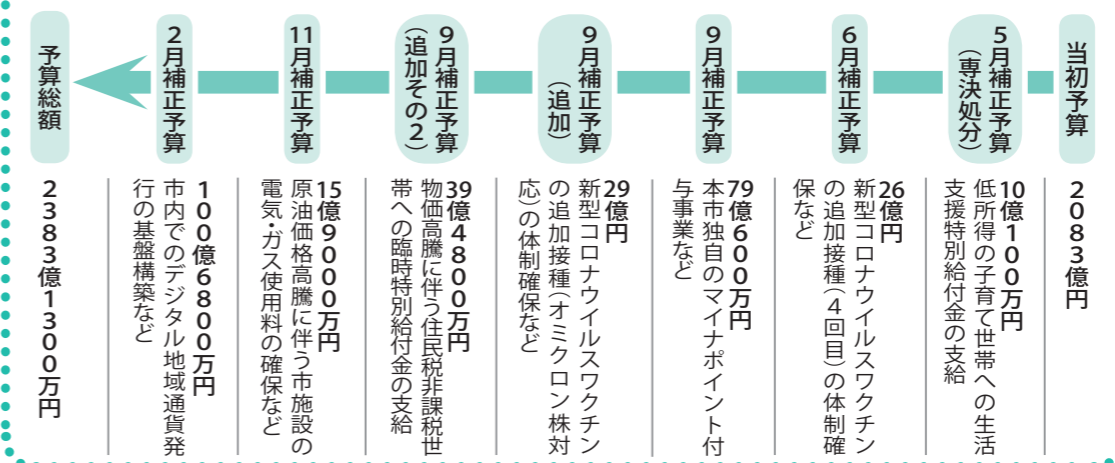 当初予算
2083億円
5月補正予算
（専決処分）
10億100万円
低所得の子育て世帯への生活
支援特別給付金の支給
6月補正予算
26億円
新型コロナウイルスワクチン
の追加接種（4回目）の体制確
保など
9月補正予算
79億600万円
本市独自のマイナポイント付
与事業など
9月補正予算
（追加）
29億円
新型コロナウイルスワクチン
の追加接種（オミクロン株対
応）の体制確保など
9月補正予算
（追加その2）
39億4800万円
物価高騰に伴う住民税非課税世
帯への臨時特別給付金の支給
11月補正予算
15億9000万円
原油価格高騰に伴う市施設の
電気・ガス使用料の確保など
2月補正予算
100億6800万円
市内でのデジタル地域通貨発
行の基盤構築など
予算総額
2383億1300万円